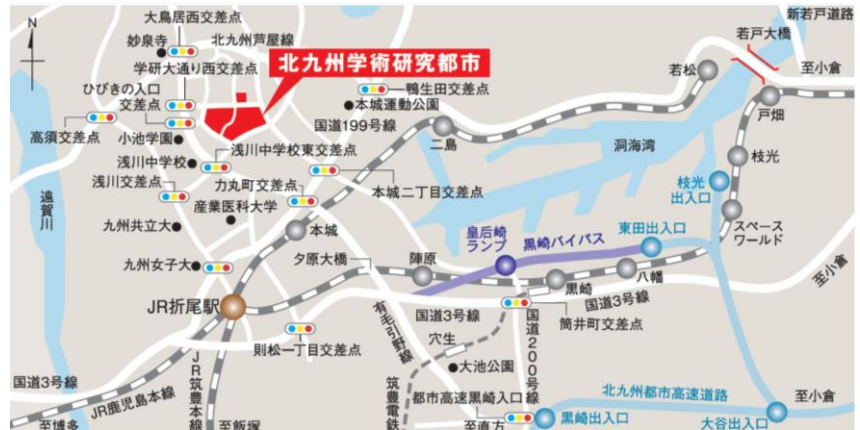 N
大鳥居西交差点
新若戸道路
妙泉寺
北九州芦屋線
若戸大橋
学研大通り西交差点
北九州学術研究都市
至小倉
若松
ひびきの入口
交差点
鴨生田交差点
本城運動公園
戸畑
高須交差点
小池学園
国道199号線
二島
洞海湾
浅川中学校
浅川中学校東交差点
枝光
浅川交差点
力丸町交差点
本城二丁目交差点
枝光
出入口
遠賀川
産業医科大学
九州共立大
本城
皇后崎
ランプ
黒崎バイパス
東田出入口
スペース
ワールド
九州女子大
夕原大橋
陣原
八幡
至小倉
黒崎
国道3号線
JR折尾駅
有毛引野線
国道3号線
国道200号線
筒井町交差点
則松一丁目交差点
穴生
大池公園
国道3号線
JR鹿児島本線
JR筑豊本線
筑豊電鉄
都市高速黒崎入口
北九州都市高速道路
至小倉
至博多
至飯塚
至直方
黒崎出入口
大谷出入口